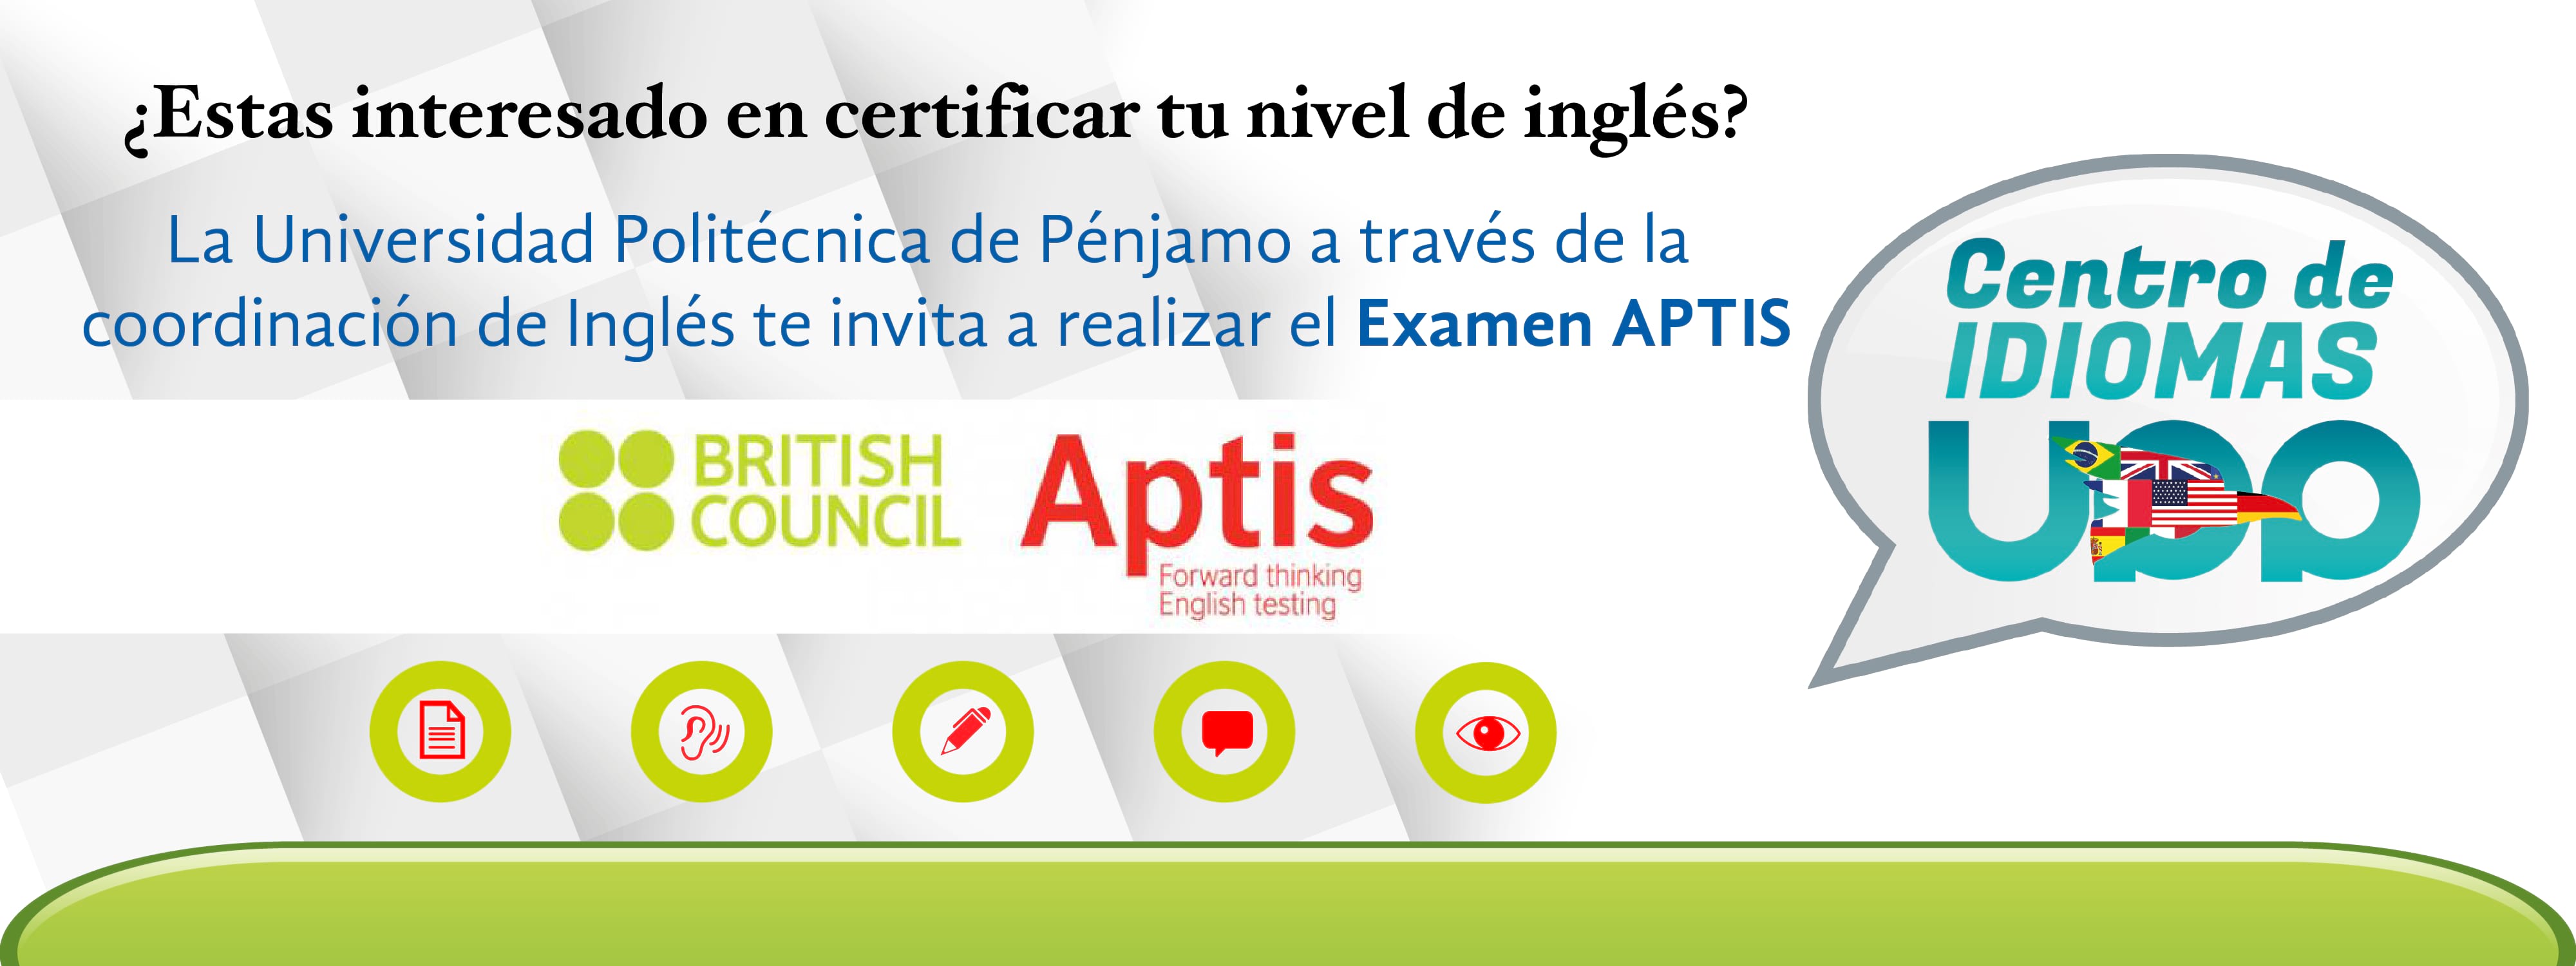 ¿Estas interesado en certificar tu nivel de inglés?
La Universidad Politécnica de Pénjamo a través de la
coordinación de Inglés te invita a realizar el Examen APTIS
BRITISH
COUNCIL
Aptis
Forward thinking
English testing
Centro de
IDIOMAS
UPP